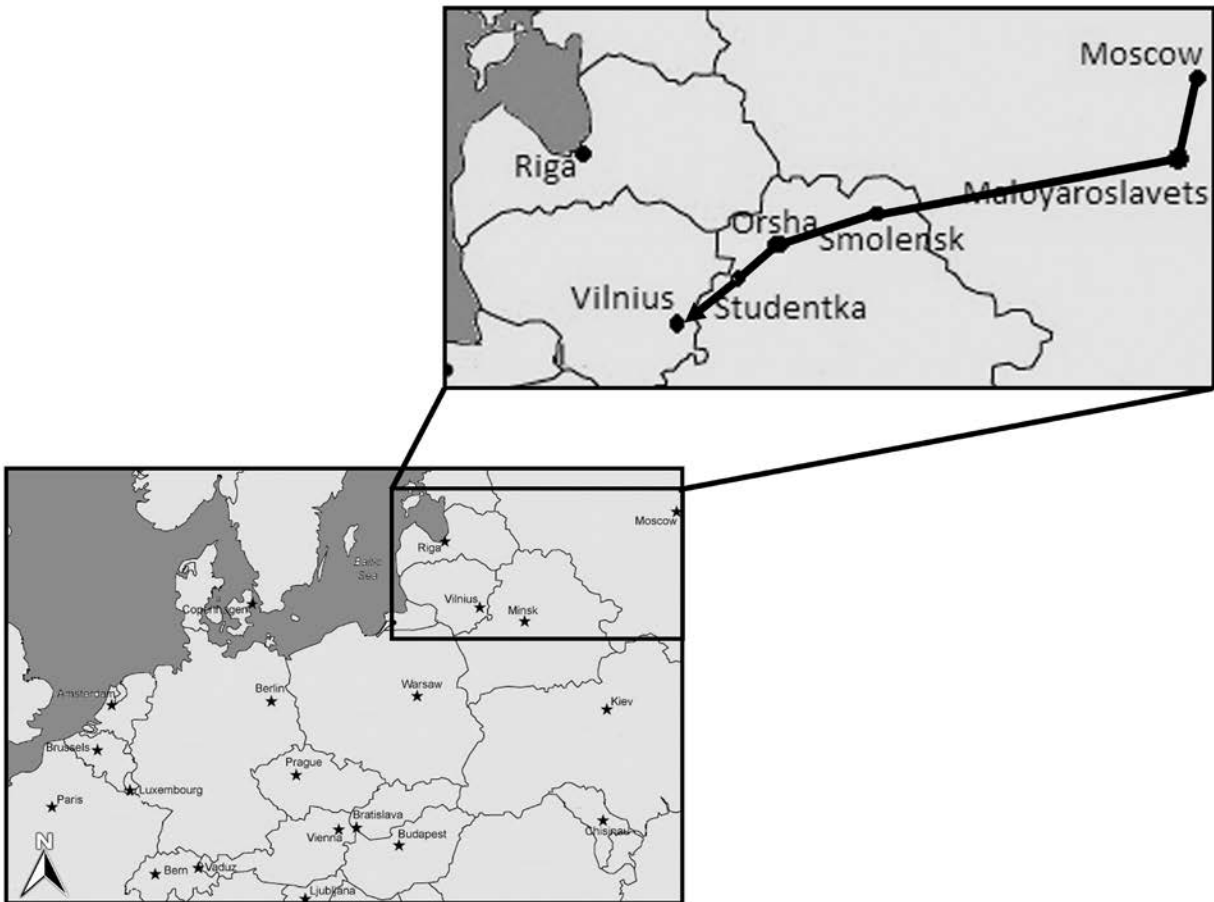 Moscow
Riga
Maloyaroslavets
Orsha
Smolensk
Vilnius
Studentka
Moscow
Riga
Baltic
Sea
Vilnius
Minsk
Copenhagen
Amsterdam
Berlin
Warsaw
Kiev
Brussels
Prague
Luxembourg
Paris
Bratislava
Vienna
Budapest
Chisinau
N
Bern
Vaduz
Ljubljana